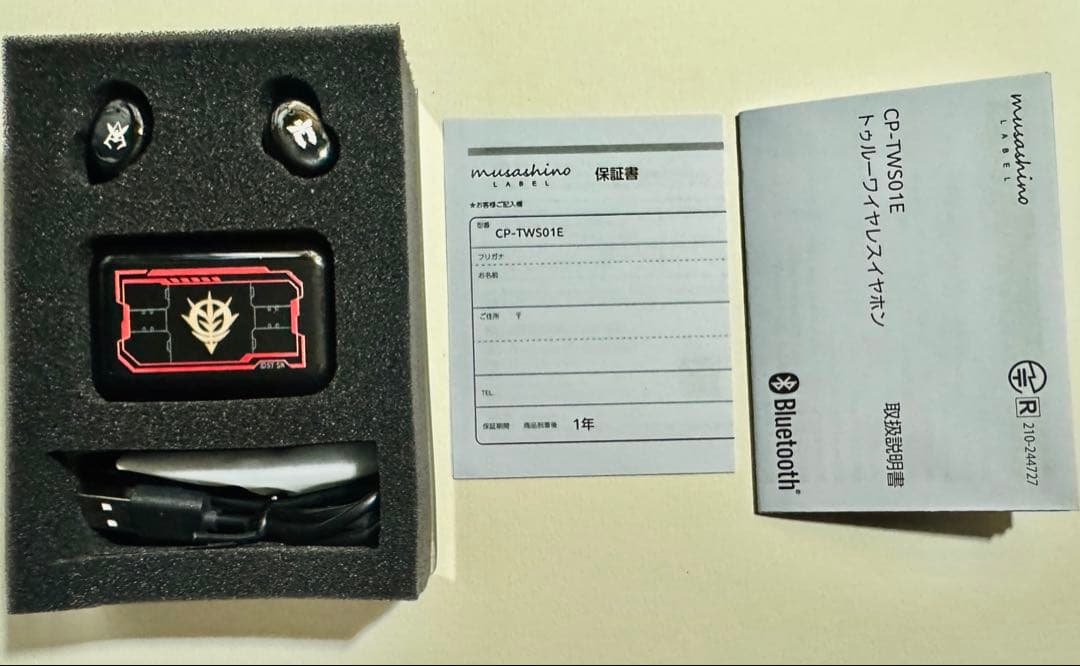 ©ST・SR
musashino
LABEL
保証書
★お客様ご記入欄
型番
CP-TWS01E
フリガナ
お名前
ご住所 〒
TEL.
保証期間 商品到着後 1年
musashino
LABEL
CP-TWS01E
トゥルーワイヤレスイヤホン
取扱説明書
Bluetooth®
R 210-244727